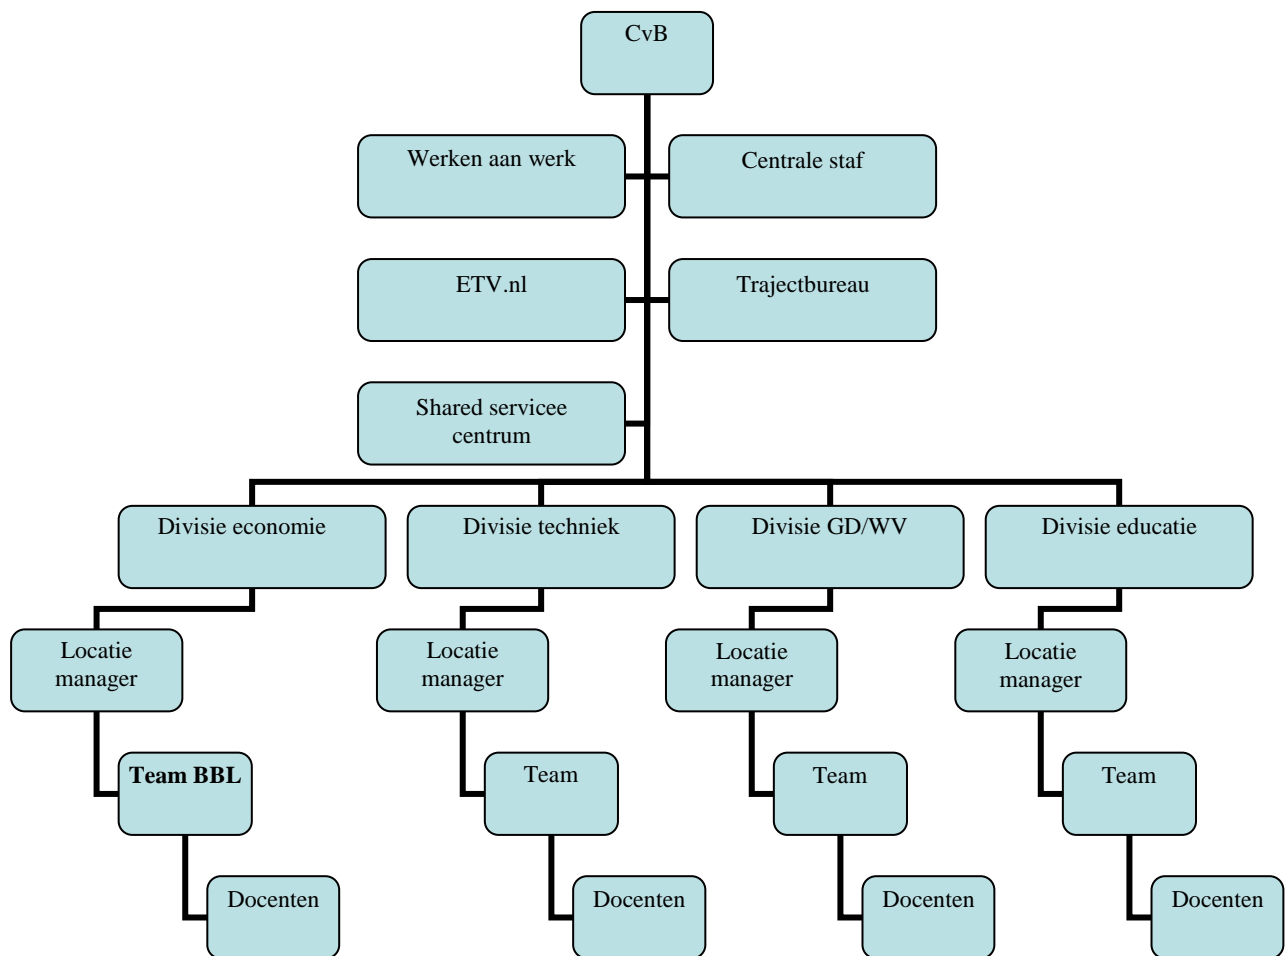 CvB
Werken aan werk
Centrale staf
ETV.nl
Trajectbureau
Shared servicee
centrum
Divisie economie
Divisie techniek
Divisie GD/WV
Divisie educatie
Locatie
manager
Locatie
manager
Locatie
manager
Locatie
manager
Team BBL
Team
Team
Team
Docenten
Docenten
Docenten
Docenten